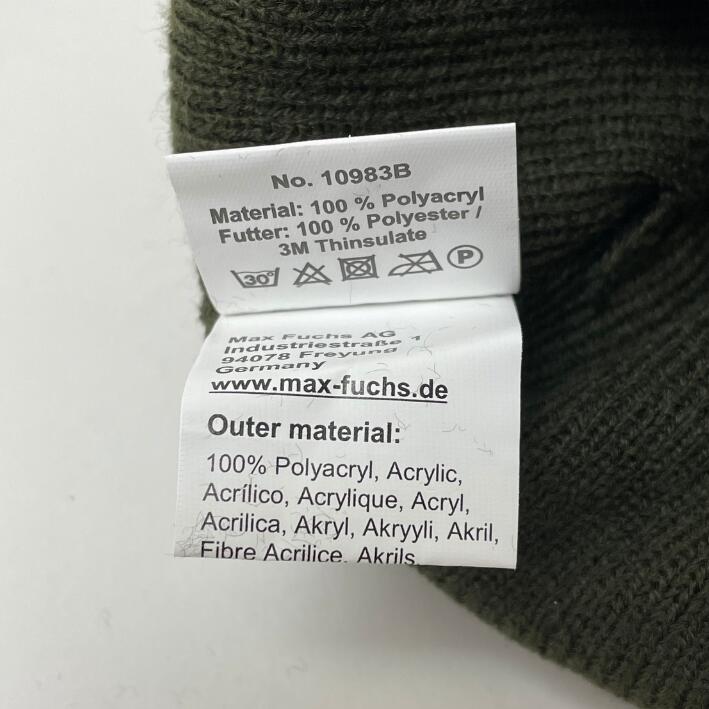 No. 10983B
Material: 100 % Polyacryl
Futter: 100 % Polyester /
3M Thinsulate
30° P
Max Fuchs AG
Industriestraße 1
94078 Freyung
Germany
www.max-fuchs.de
Outer material:
100% Polyacryl, Acrylic,
Acrílico, Acrylique, Acryl,
Acrilica, Akryl, Akryyli, Akril,
Fibre Acrilice, Akrils